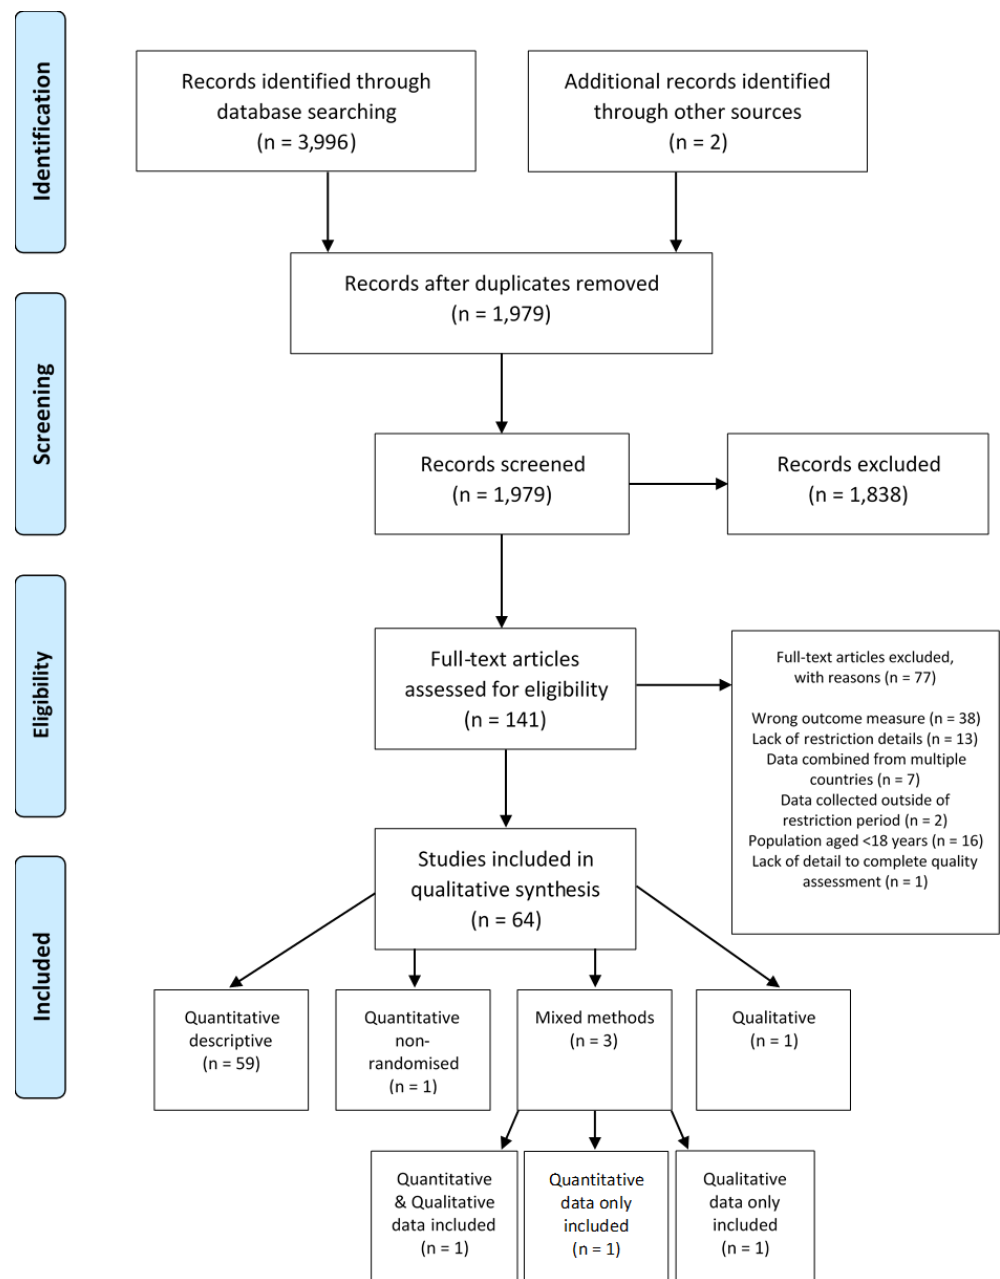 Identification
Records identified through
database searching
(n = 3,996)
Additional records identified
through other sources
(n = 2)
Records after duplicates removed
(n = 1,979)
Screening
Records screened
(n = 1,979)
Records excluded
(n = 1,838)
Eligibility
Full-text articles
assessed for eligibility
(n = 141)
Full-text articles excluded,
with reasons (n = 77)
Wrong outcome measure (n = 38)
Lack of restriction details (n = 13)
Data combined from multiple
countries (n = 7)
Data collected outside of
restriction period (n = 2)
Population aged <18 years (n = 16)
Lack of detail to complete quality
assessment (n = 1)
Included
Studies included in
qualitative synthesis
(n = 64)
Quantitative
descriptive
(n = 59)
Quantitative
non-
randomised
(n = 1)
Mixed methods
(n = 3)
Qualitative
(n = 1)
Quantitative
& Qualitative
data included
(n = 1)
Quantitative
data only
included
(n = 1)
Qualitative
data only
included
(n = 1)